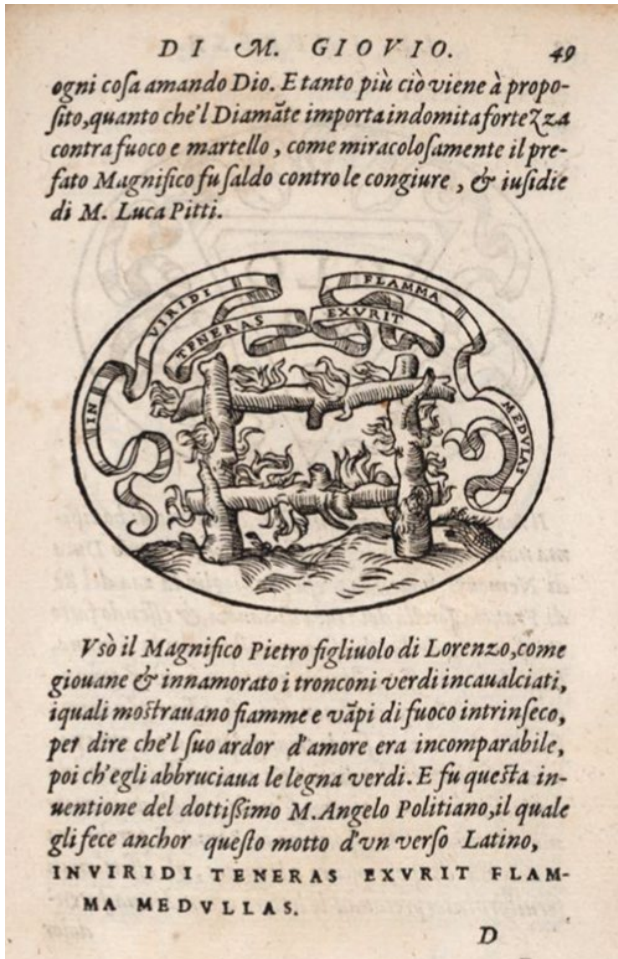 DI M. GIOVIO. 49
ogni coſa amando Dio. E tanto più ciò viene à propo-
ſito, quanto che'l Diamãte importa indomita fortezza
contra fuoco e martello, come miracoloſamente il pre-
fato Magnifico fu ſaldo contro le congiure, & iuſidie
di M. Luca Pitti.
IN VIRIDI TENERAS EXVRIT FLAMMA MEDVLAS
Vsò il Magnifico Pietro figliuolo di Lorenzo, come
giouane & innamorato i tronconi verdi incaualciati,
iquali moſtrauano fiamme e vãpi di fuoco intrinſeco,
per dire che'l ſuo ardor d'amore era incomparabile,
poi ch'egli abbruciaua le legna verdi. E fu queſta in-
uentione del dottiſſimo M. Angelo Politiano, il quale
gli fece anchor queſto motto d'vn verſo Latino,
INVIRIDI TENERAS EXVRIT FLAM-
MA MEDVLLAS.
D